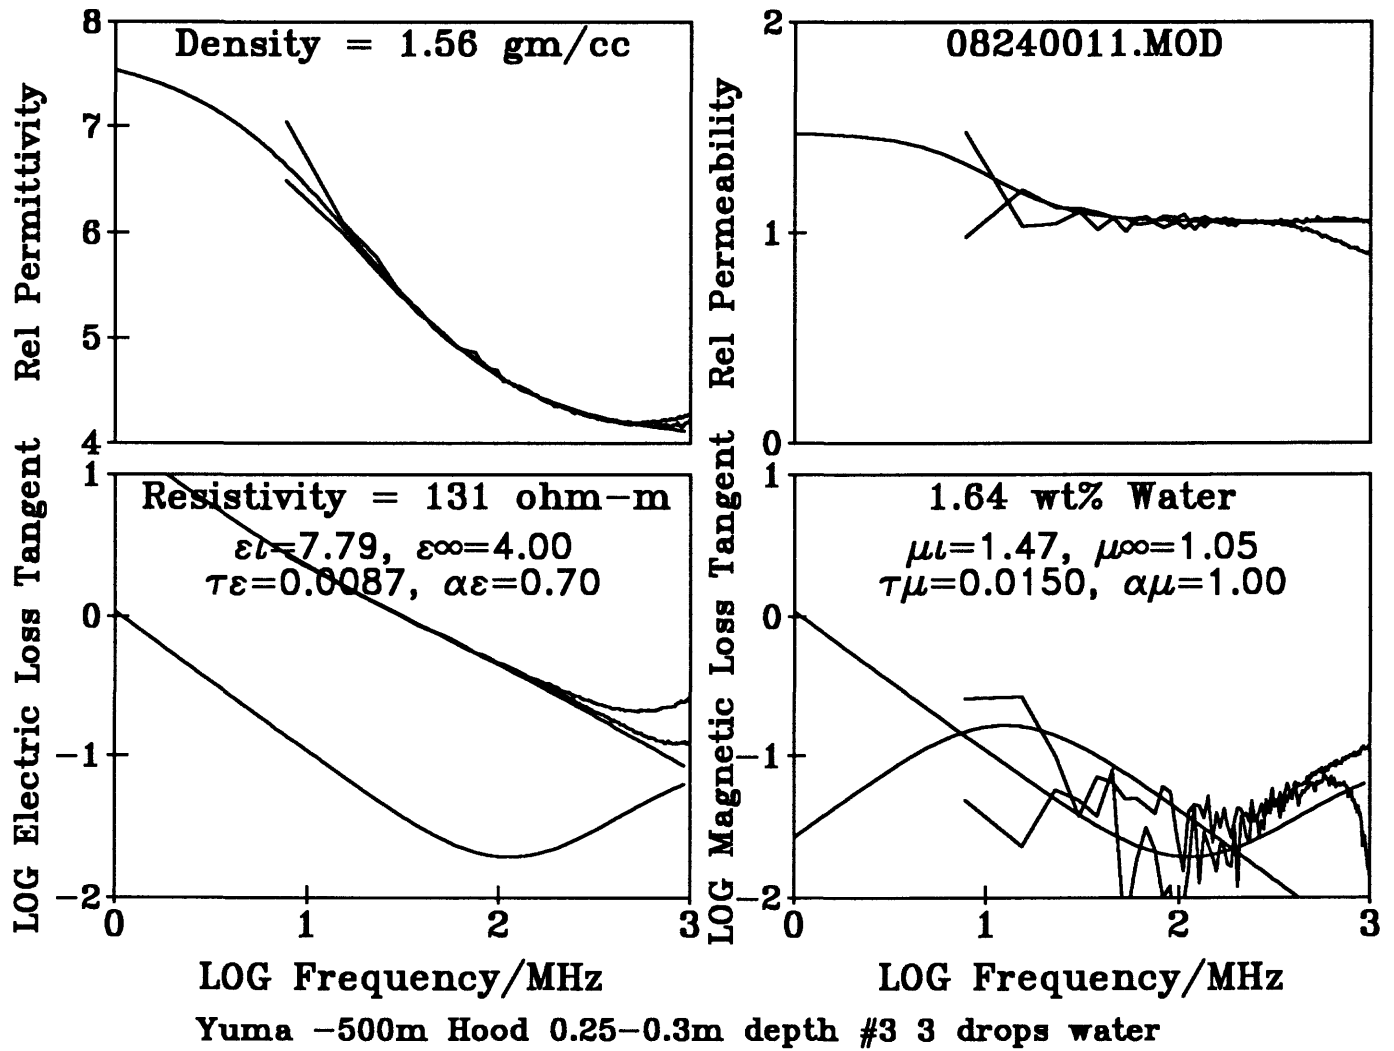 Density = 1.56 gm/cc
8
7
6
5
4
Rel Permittivity
08240011.MOD
2
1
0
Rel Permeability
Resistivity = 131 ohm-m
ει=7.79, ε∞=4.00
τε=0.0087, αε=0.70
1
0
-1
-2
LOG Electric Loss Tangent
0 1 2 3
LOG Frequency/MHz
1.64 wt% Water
μι=1.47, μ∞=1.05
τμ=0.0150, αμ=1.00
1
0
-1
-2
LOG Magnetic Loss Tangent
0 1 2 3
LOG Frequency/MHz
Yuma -500m Hood 0.25-0.3m depth #3 3 drops water